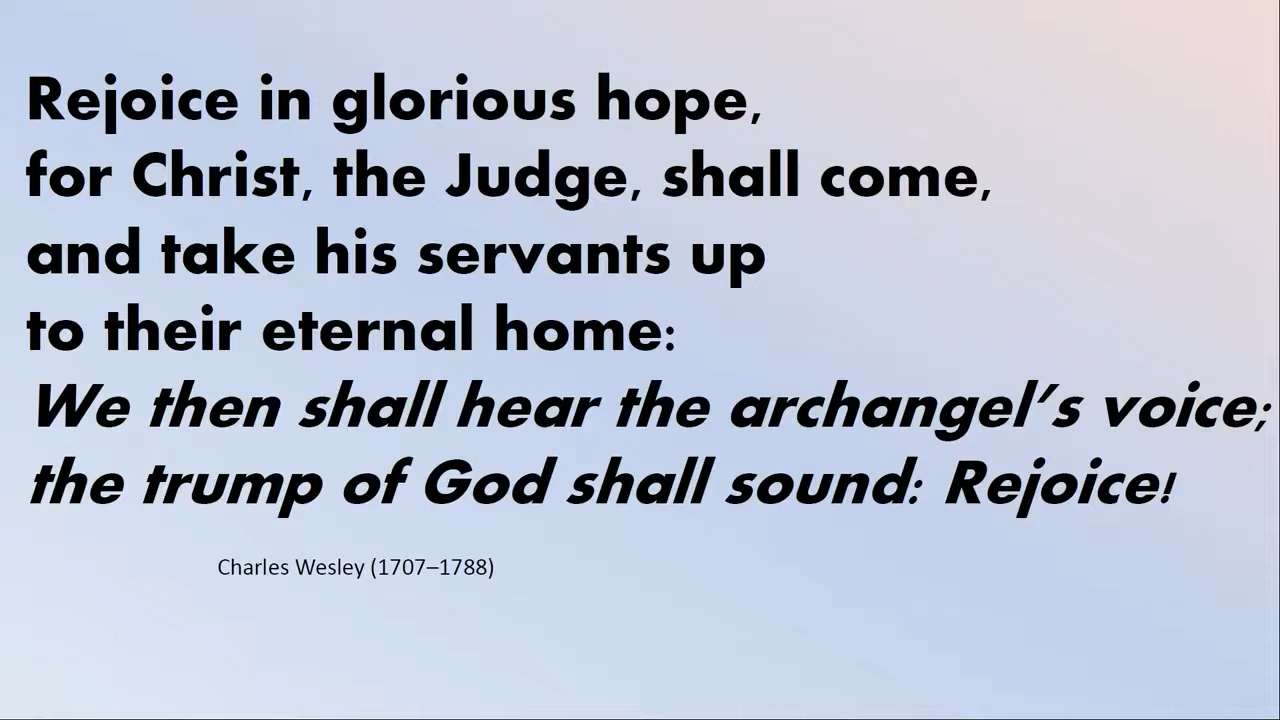 Rejoice in glorious hope,
for Christ, the Judge, shall come,
and take his servants up
to their eternal home:
We then shall hear the archangel’s voice;
the trump of God shall sound: Rejoice!
Charles Wesley (1707–1788)